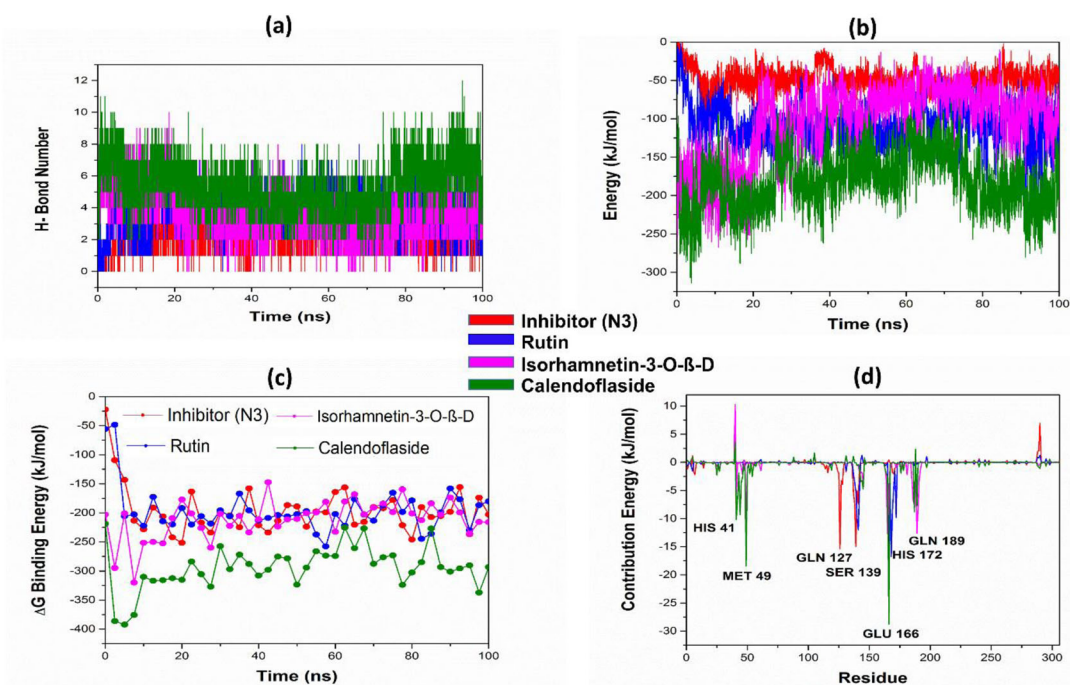 (a)
H- Bond Number
12
10
8
6
4
2
0
0
20
40
60
80
100
Time (ns)
(b)
Energy (kJ/mol)
0
-50
-100
-150
-200
-250
-300
0
20
40
60
80
100
Time (ns)
Inhibitor (N3)
Rutin
Isorhamnetin-3-O-ß-D
Calendoflaside
(c)
ΔG Binding Energy (kJ/mol)
0
-50
-100
-150
-200
-250
-300
-350
-400
Inhibitor (N3)
Isorhamnetin-3-O-ß-D
Rutin
Calendoflaside
0
20
40
60
80
100
Time (ns)
(d)
Contribution Energy (kJ/mol)
10
5
0
-5
-10
-15
-20
-25
-30
HIS 41
MET 49
GLN 127
SER 139
GLN 189
HIS 172
GLU 166
0
50
100
150
200
250
300
Residue